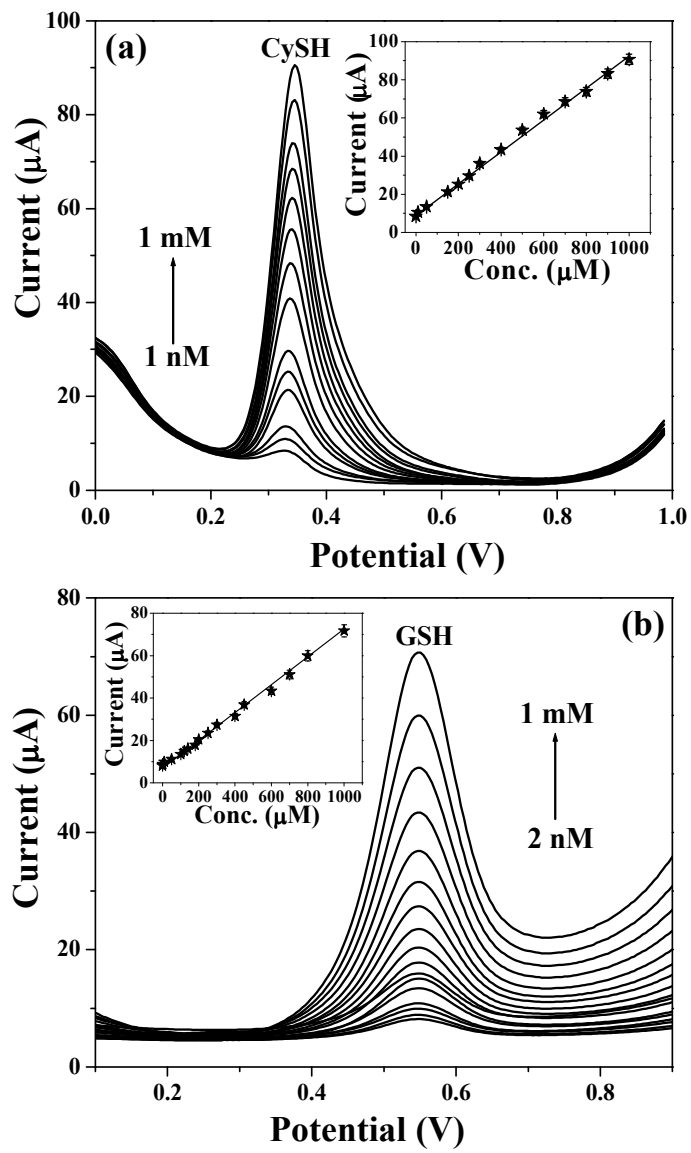 (a)
CySH
Current (μA)
100
80
60
40
20
0
1 mM
1 nM
0.0 0.2 0.4 0.6 0.8 1.0
Potential (V)
Current (μA)
100
80
60
40
20
0
0 200 400 600 800 1000
Conc. (μM)
(b)
GSH
Current (μA)
80
60
40
20
0
1 mM
2 nM
0.2 0.4 0.6 0.8
Potential (V)
Current (μA)
80
60
40
20
0
0 200 400 600 800 1000
Conc. (μM)